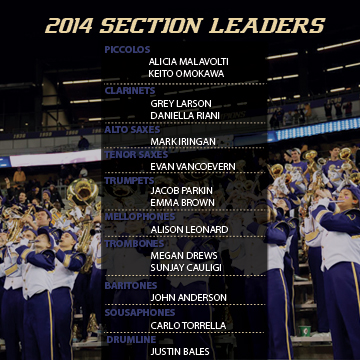 2014 SECTION LEADERS
PICCOLOS
ALICIA MALAVOLTI
KEITO OMOKAWA
CLARINETS
GREY LARSON
DANIELLA RIANI
ALTO SAXES
MARK IRINGAN
TENOR SAXES
EVAN VANCOEVERN
TRUMPETS
JACOB PARKIN
EMMA BROWN
MELLOPHONES
ALISON LEONARD
TROMBONES
MEGAN DREWS
SUNJAY CAULIGI
BARITONES
JOHN ANDERSON
SOUSAPHONES
CARLO TORRELLA
DRUMLINE
JUSTIN BALES